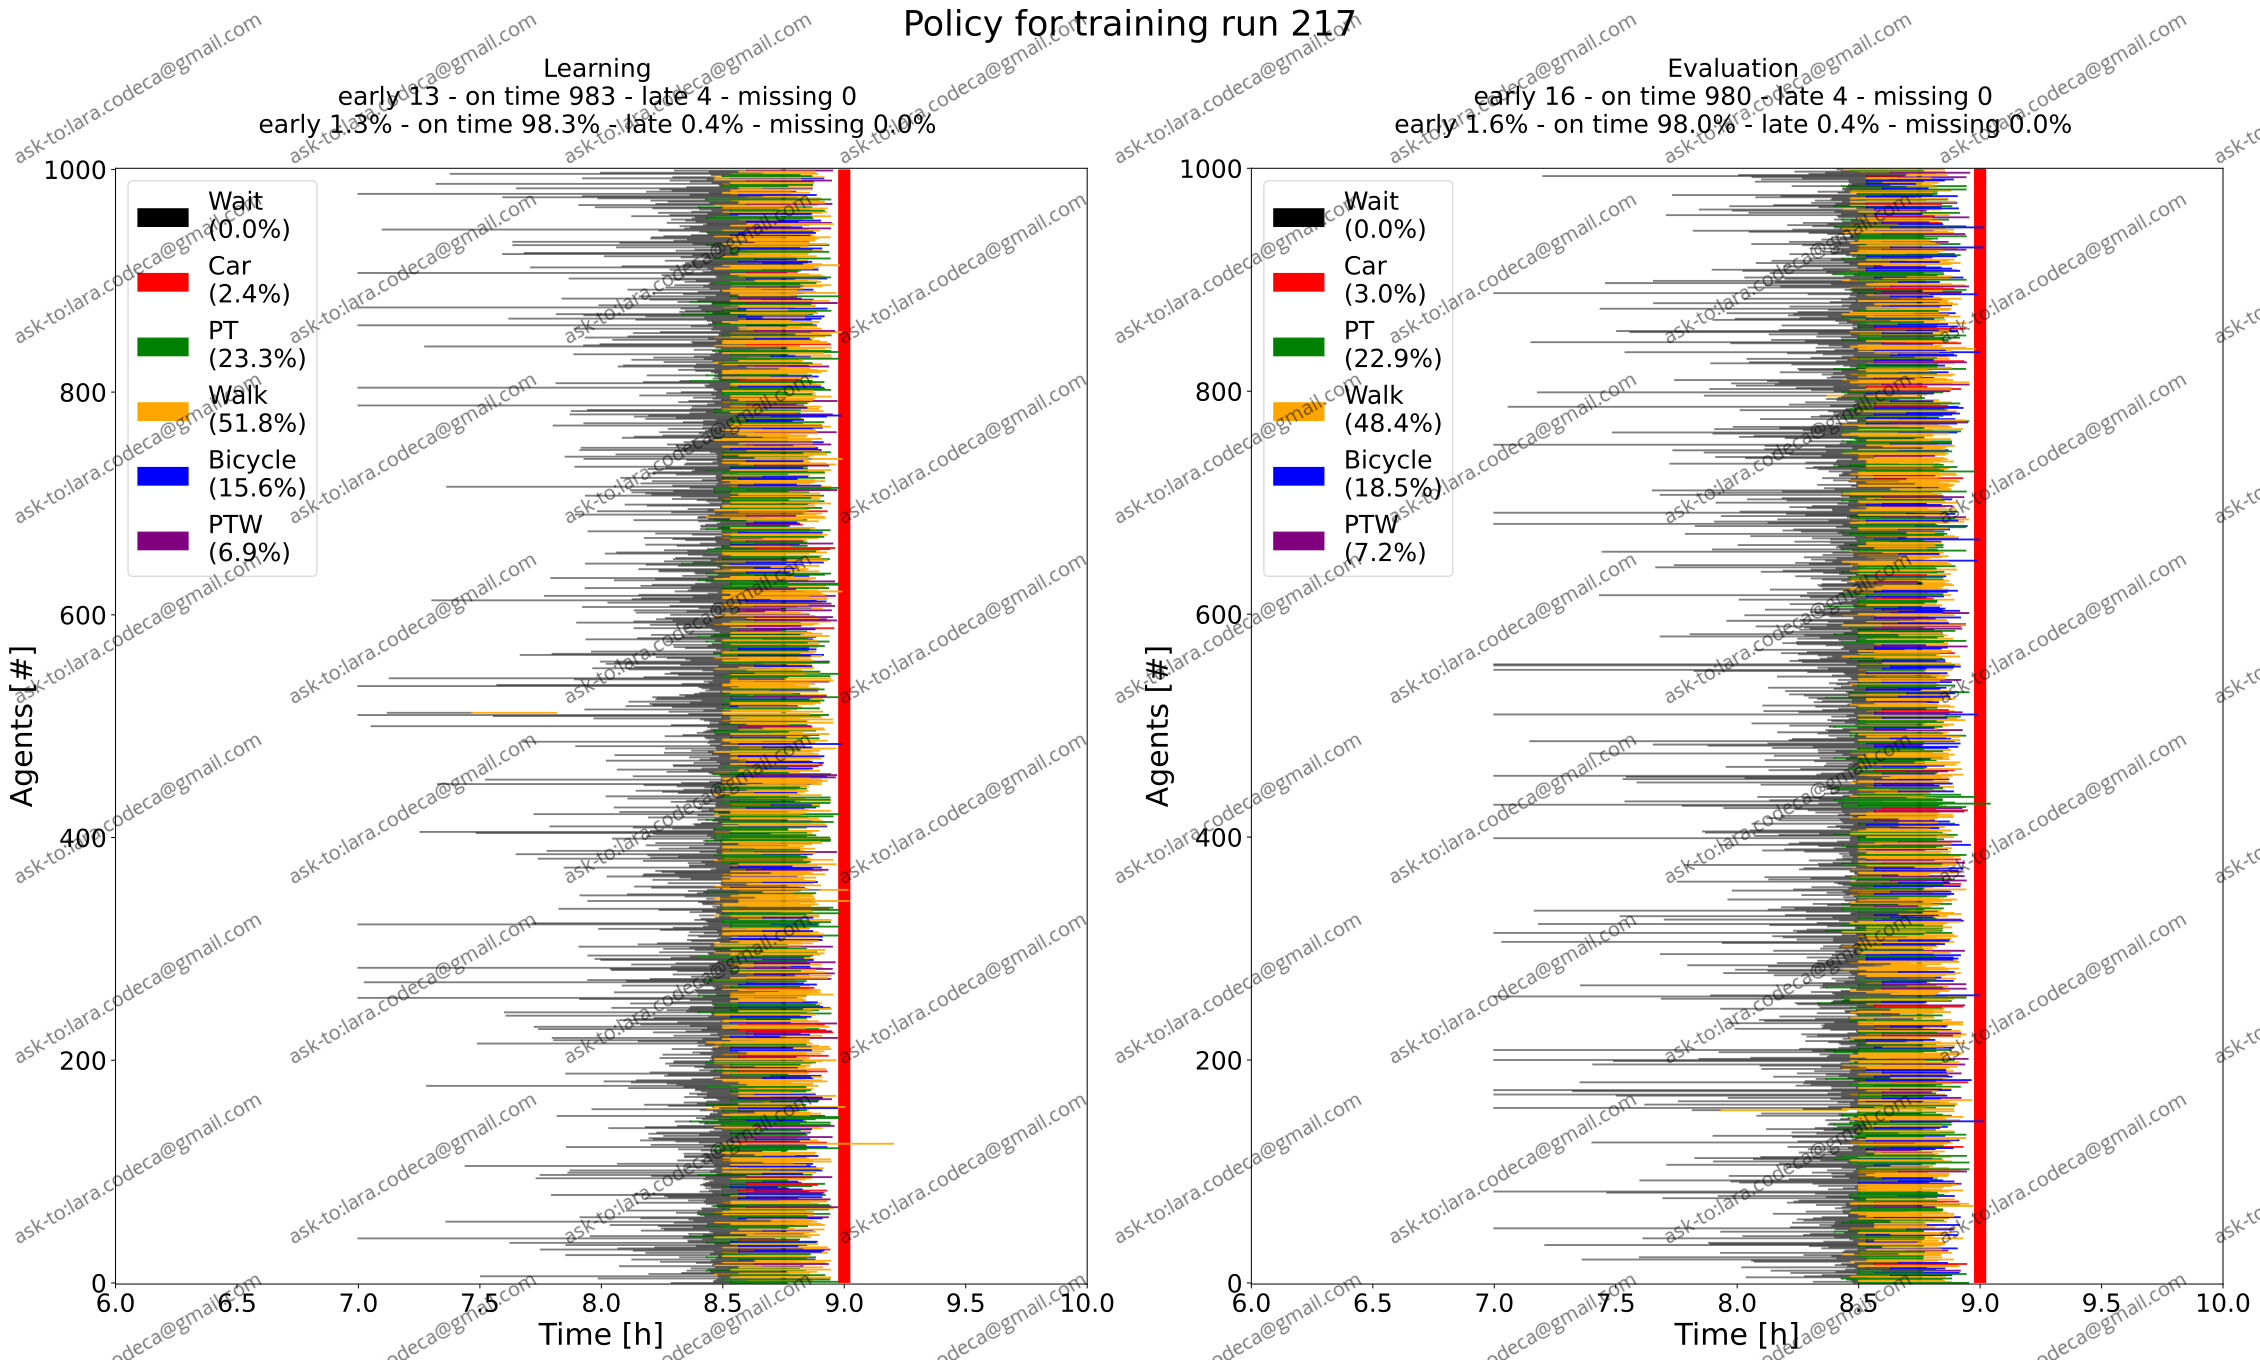 Policy for training run 217
Learning
early 13 - on time 983 - late 4 - missing 0
early 1.3% - on time 98.3% - late 0.4% - missing 0.0%
Wait
(0.0%)
Car
(2.4%)
PT
(23.3%)
Walk
(51.8%)
Bicycle
(15.6%)
PTW
(6.9%)
Agents [#]
1000
800
600
400
200
0
6.0 6.5 7.0 7.5 8.0 8.5 9.0 9.5 10.0
Time [h]
Evaluation
early 16 - on time 980 - late 4 - missing 0
early 1.6% - on time 98.0% - late 0.4% - missing 0.0%
Wait
(0.0%)
Car
(3.0%)
PT
(22.9%)
Walk
(48.4%)
Bicycle
(18.5%)
PTW
(7.2%)
Agents [#]
1000
800
600
400
200
0
6.0 6.5 7.0 7.5 8.0 8.5 9.0 9.5 10.0
Time [h]
ask-to:lara.codeca@gmail.com